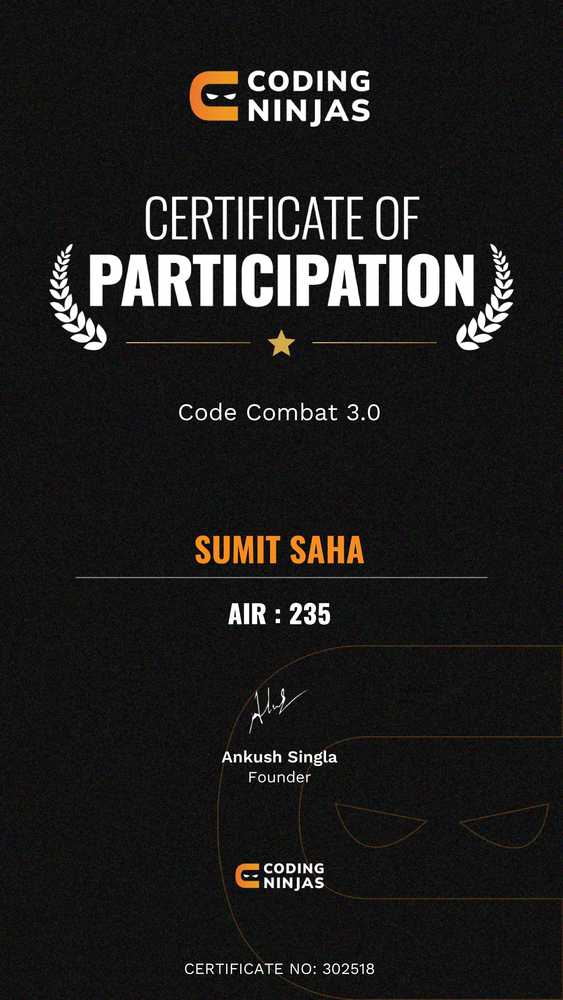 CODING
NINJAS
CERTIFICATE OF
PARTICIPATION
Code Combat 3.0
SUMIT SAHA
AIR : 235
Ankush Singla
Founder
CODING
NINJAS
CERTIFICATE NO: 302518